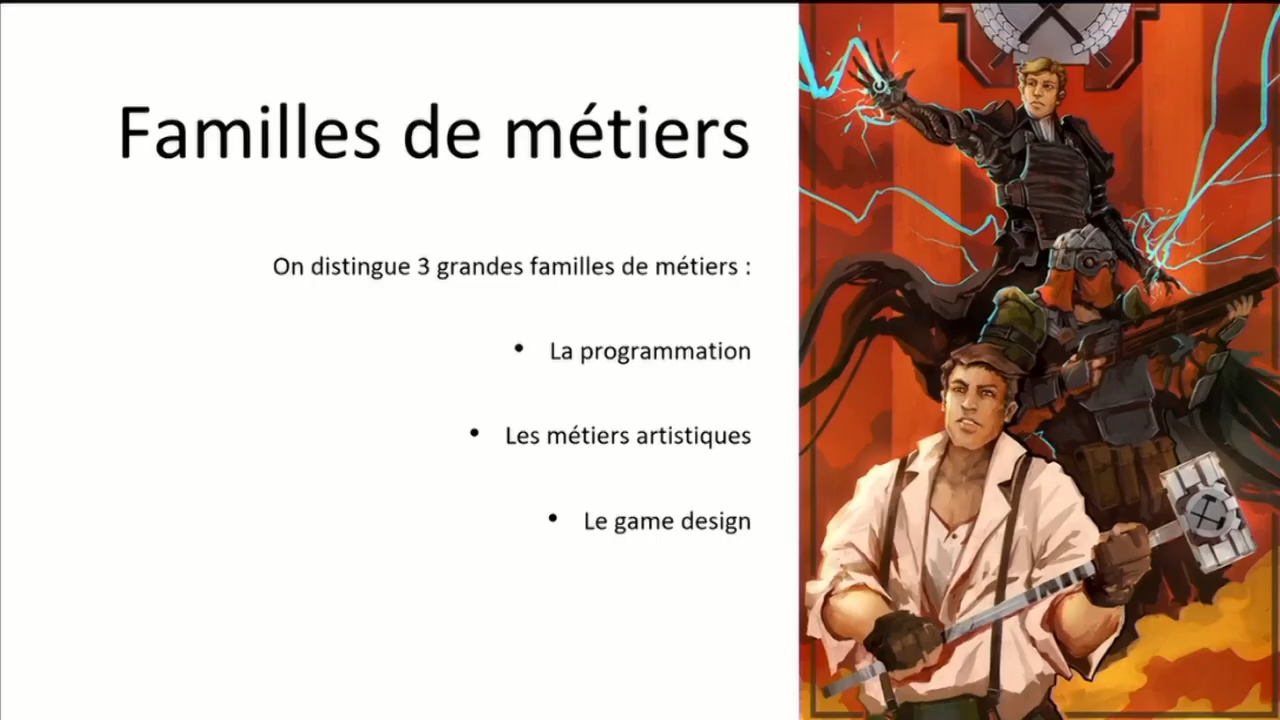 Familles de métiers
On distingue 3 grandes familles de métiers :
• La programmation
• Les métiers artistiques
• Le game design